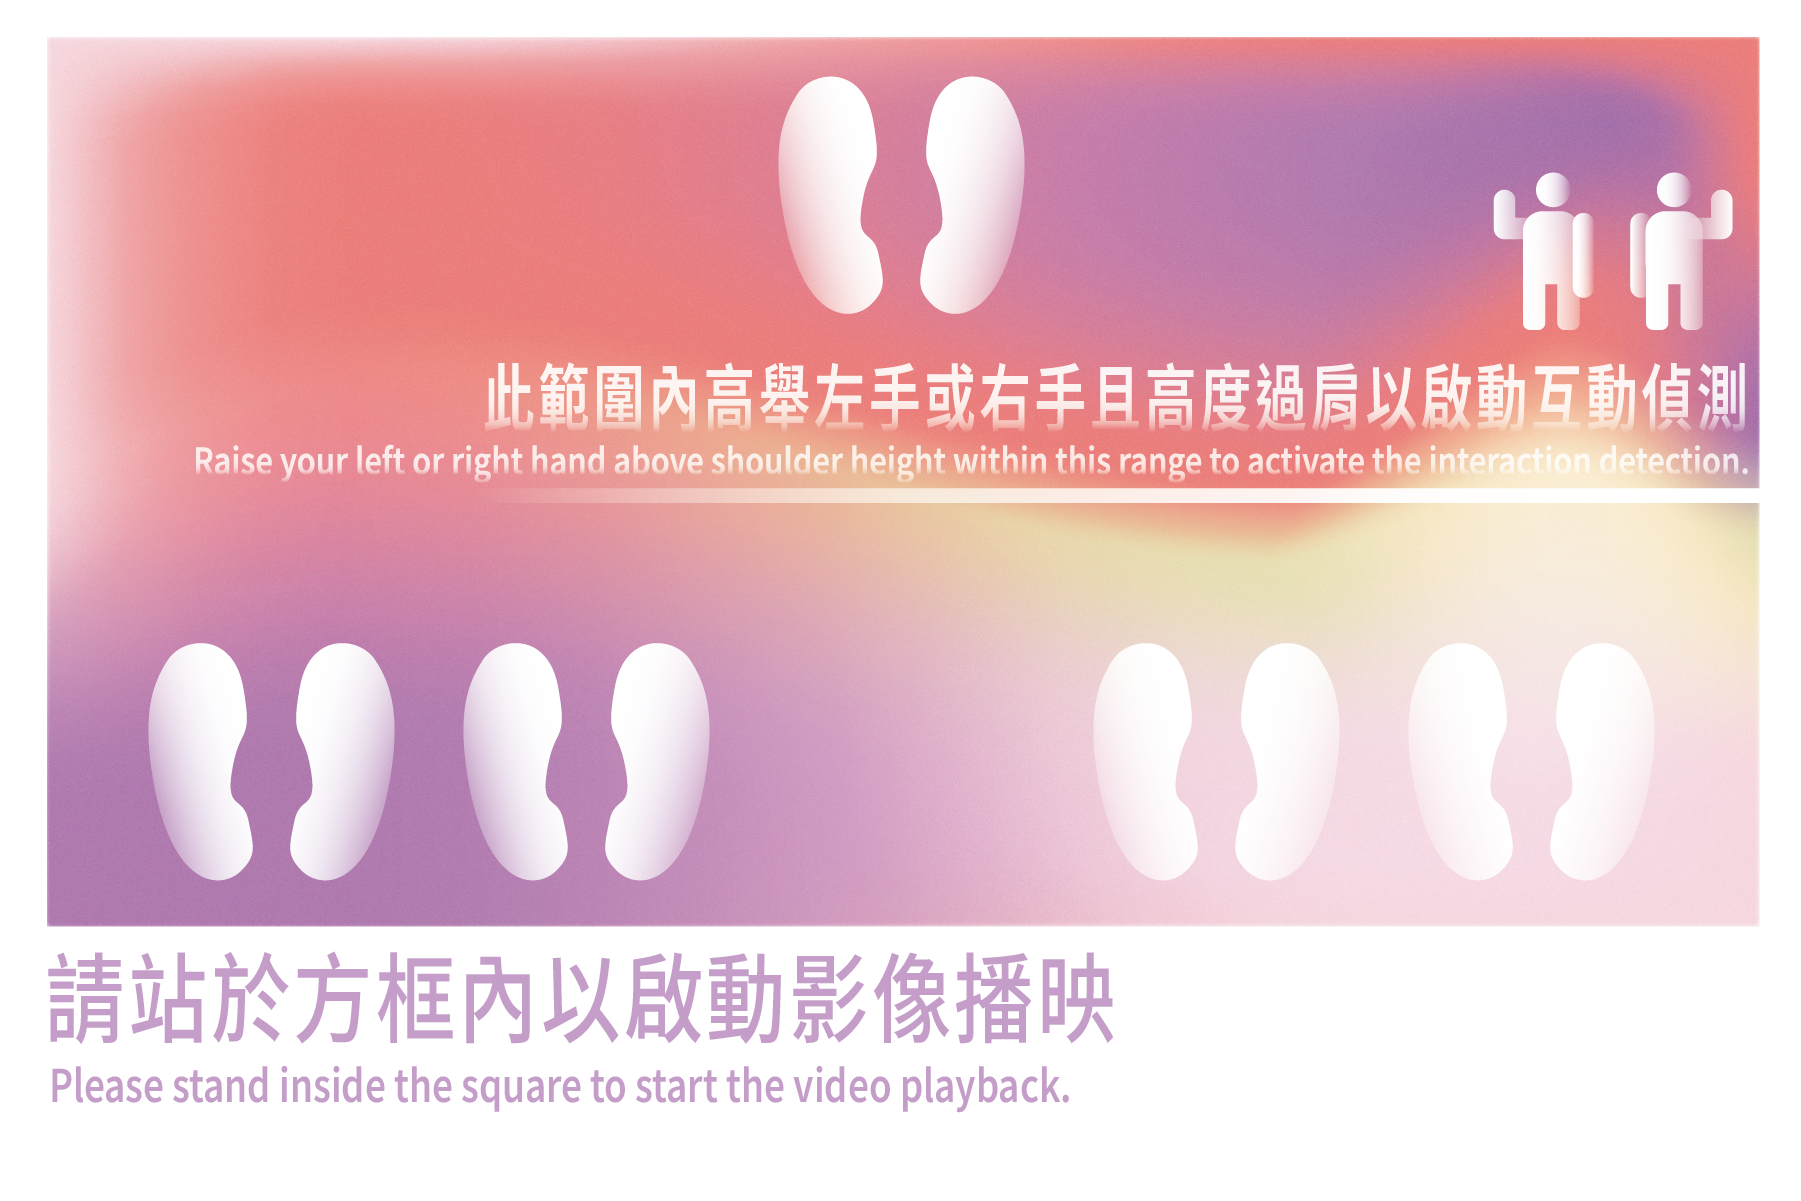 此範圍內高舉左手或右手且高度過肩以啟動互動偵測
Raise your left or right hand above shoulder height within this range to activate the interaction detection.
請站於方框內以啟動影像播映
Please stand inside the square to start the video playback.